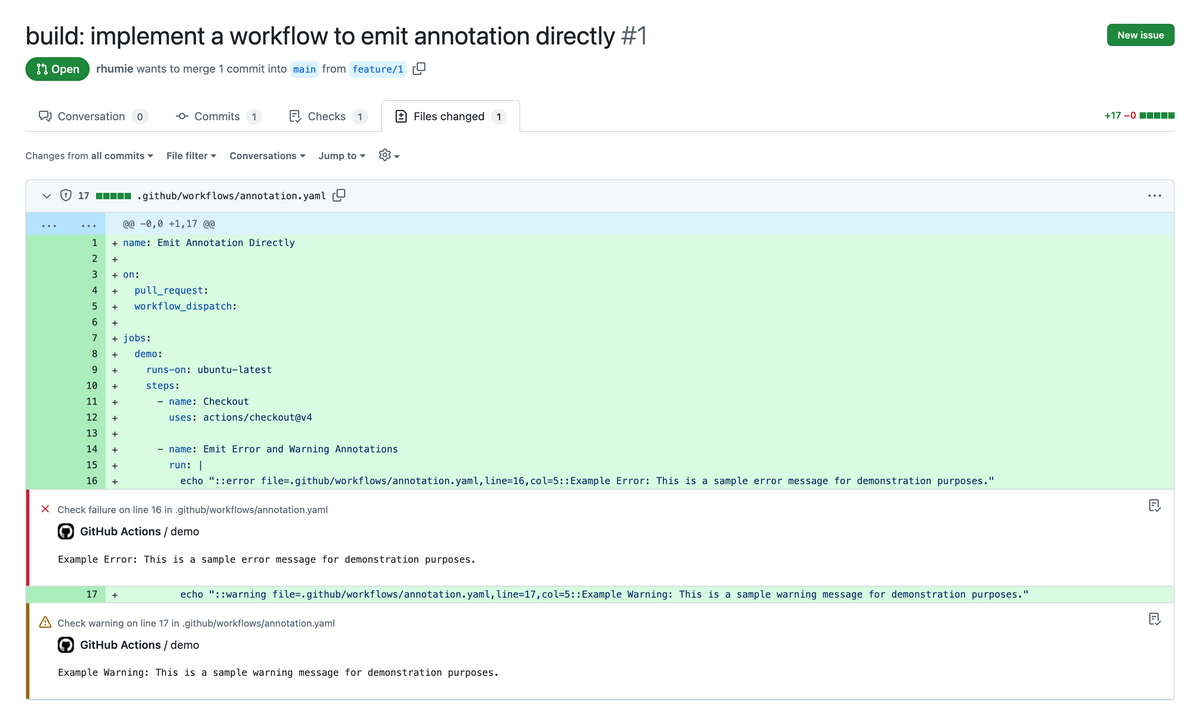 build: implement a workflow to emit annotation directly #1
New issue
Open rhumie wants to merge 1 commit into main from feature/1
Conversation 0 Commits 1 Checks 1 Files changed 1 +17 −0
Changes from all commits File filter Conversations Jump to
17 .github/workflows/annotation.yaml
... ... @@ -0,0 +1,17 @@
1 + name: Emit Annotation Directly
2 +
3 + on:
4 + pull_request:
5 + workflow_dispatch:
6 +
7 + jobs:
8 + demo:
9 + runs-on: ubuntu-latest
10 + steps:
11 + - name: Checkout
12 + uses: actions/checkout@v4
13 +
14 + - name: Emit Error and Warning Annotations
15 + run: |
16 + echo "::error file=.github/workflows/annotation.yaml,line=16,col=5::Example Error: This is a sample error message for demonstration purposes."
Check failure on line 16 in .github/workflows/annotation.yaml
GitHub Actions / demo
Example Error: This is a sample error message for demonstration purposes.
17 + echo "::warning file=.github/workflows/annotation.yaml,line=17,col=5::Example Warning: This is a sample warning message for demonstration purposes."
Check warning on line 17 in .github/workflows/annotation.yaml
GitHub Actions / demo
Example Warning: This is a sample warning message for demonstration purposes.